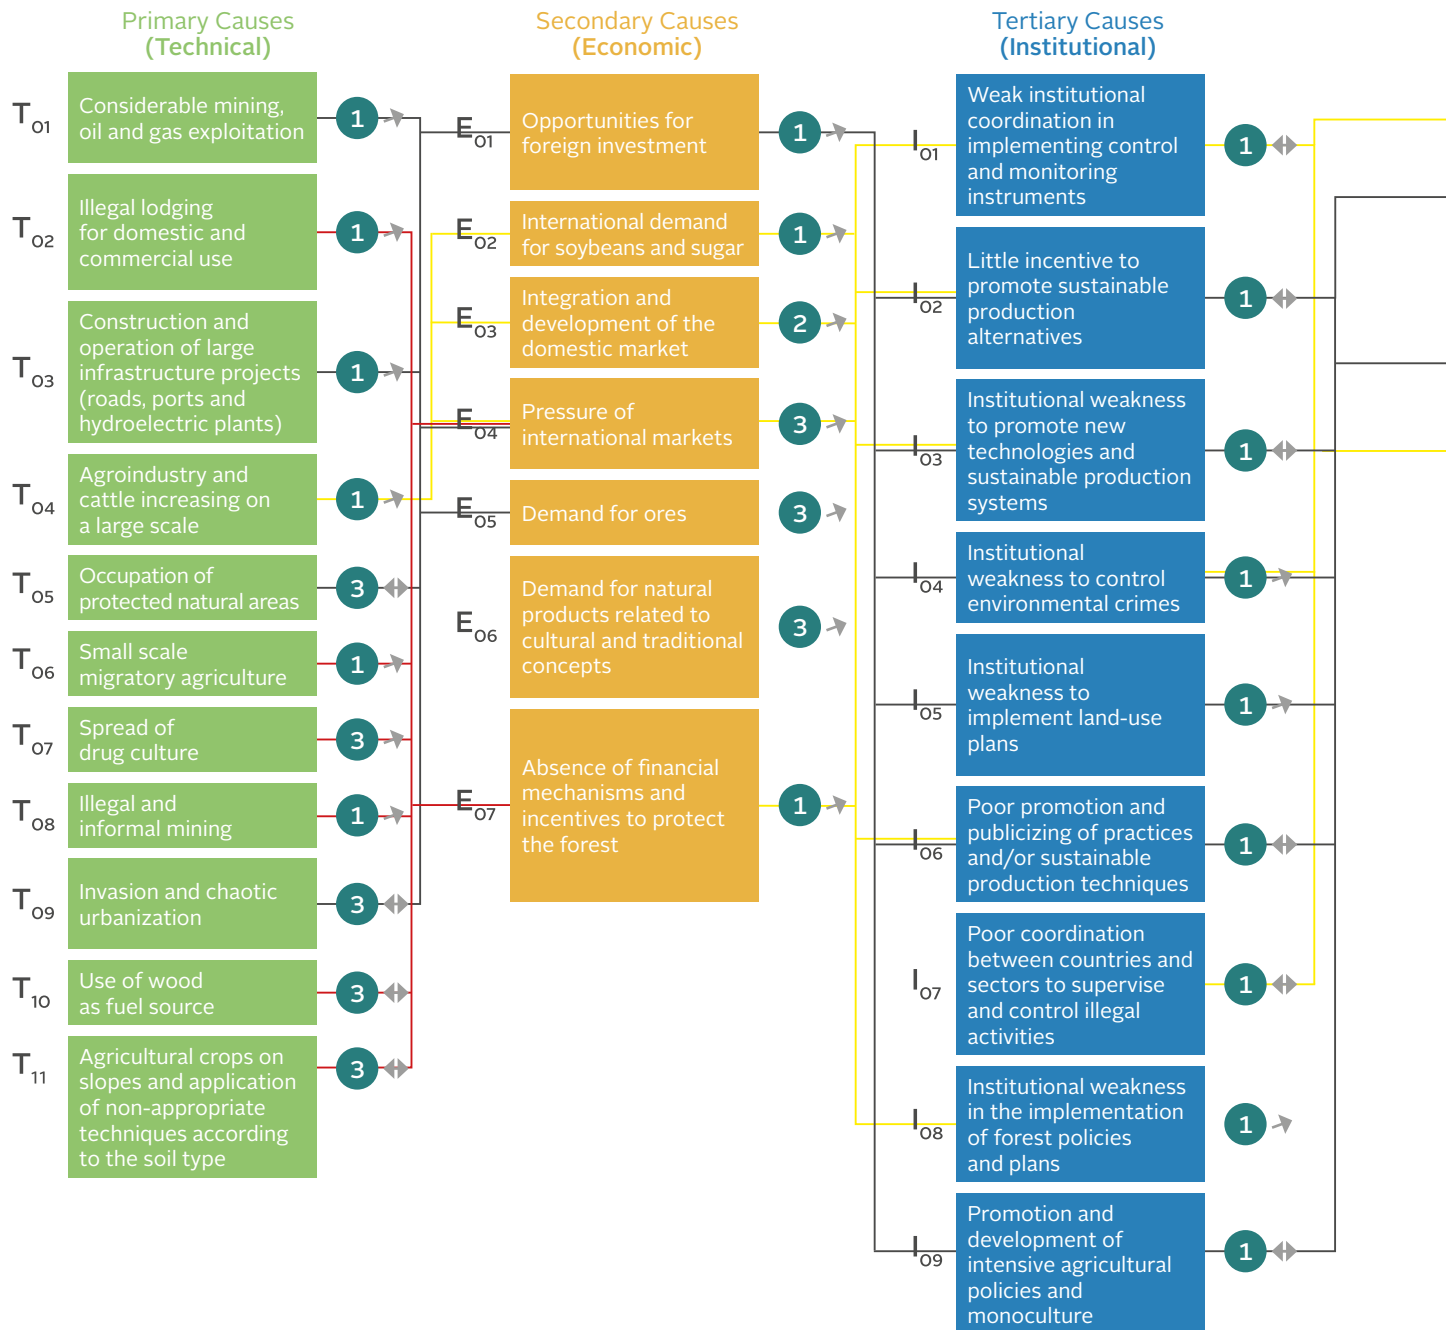 Primary Causes
(Technical)
T01
Considerable mining,
oil and gas exploitation
1
T02
Illegal lodging
for domestic and
commercial use
1
T03
Construction and
operation of large
infrastructure projects
(roads, ports and
hydroelectric plants)
1
T04
Agroindustry and
cattle increasing on
a large scale
1
T05
Occupation of
protected natural areas
3
T06
Small scale
migratory agriculture
1
T07
Spread of
drug culture
3
T08
Illegal and
informal mining
1
T09
Invasion and chaotic
urbanization
3
T10
Use of wood
as fuel source
3
T11
Agricultural crops on
slopes and application
of non-appropriate
techniques according
to the soil type
3
Secondary Causes
(Economic)
E01
Opportunities for
foreign investment
1
E02
International demand
for soybeans and sugar
1
E03
Integration and
development of the
domestic market
2
E04
Pressure of
international markets
3
E05
Demand for ores
3
E06
Demand for natural
products related to
cultural and traditional
concepts
3
E07
Absence of financial
mechanisms and
incentives to protect
the forest
1
Tertiary Causes
(Institutional)
I01
Weak institutional
coordination in
implementing control
and monitoring
instruments
1
I02
Little incentive to
promote sustainable
production
alternatives
1
I03
Institutional weakness
to promote new
technologies and
sustainable production
systems
1
I04
Institutional
weakness to control
environmental crimes
1
I05
Institutional
weakness to
implement land-use
plans
1
I06
Poor promotion and
publicizing of practices
and/or sustainable
production techniques
1
I07
Poor coordination
between countries and
sectors to supervise
and control illegal
activities
1
I08
Institutional weakness
in the implementation
of forest policies
and plans
1
I09
Promotion and
development of
intensive agricultural
policies and
monoculture
1